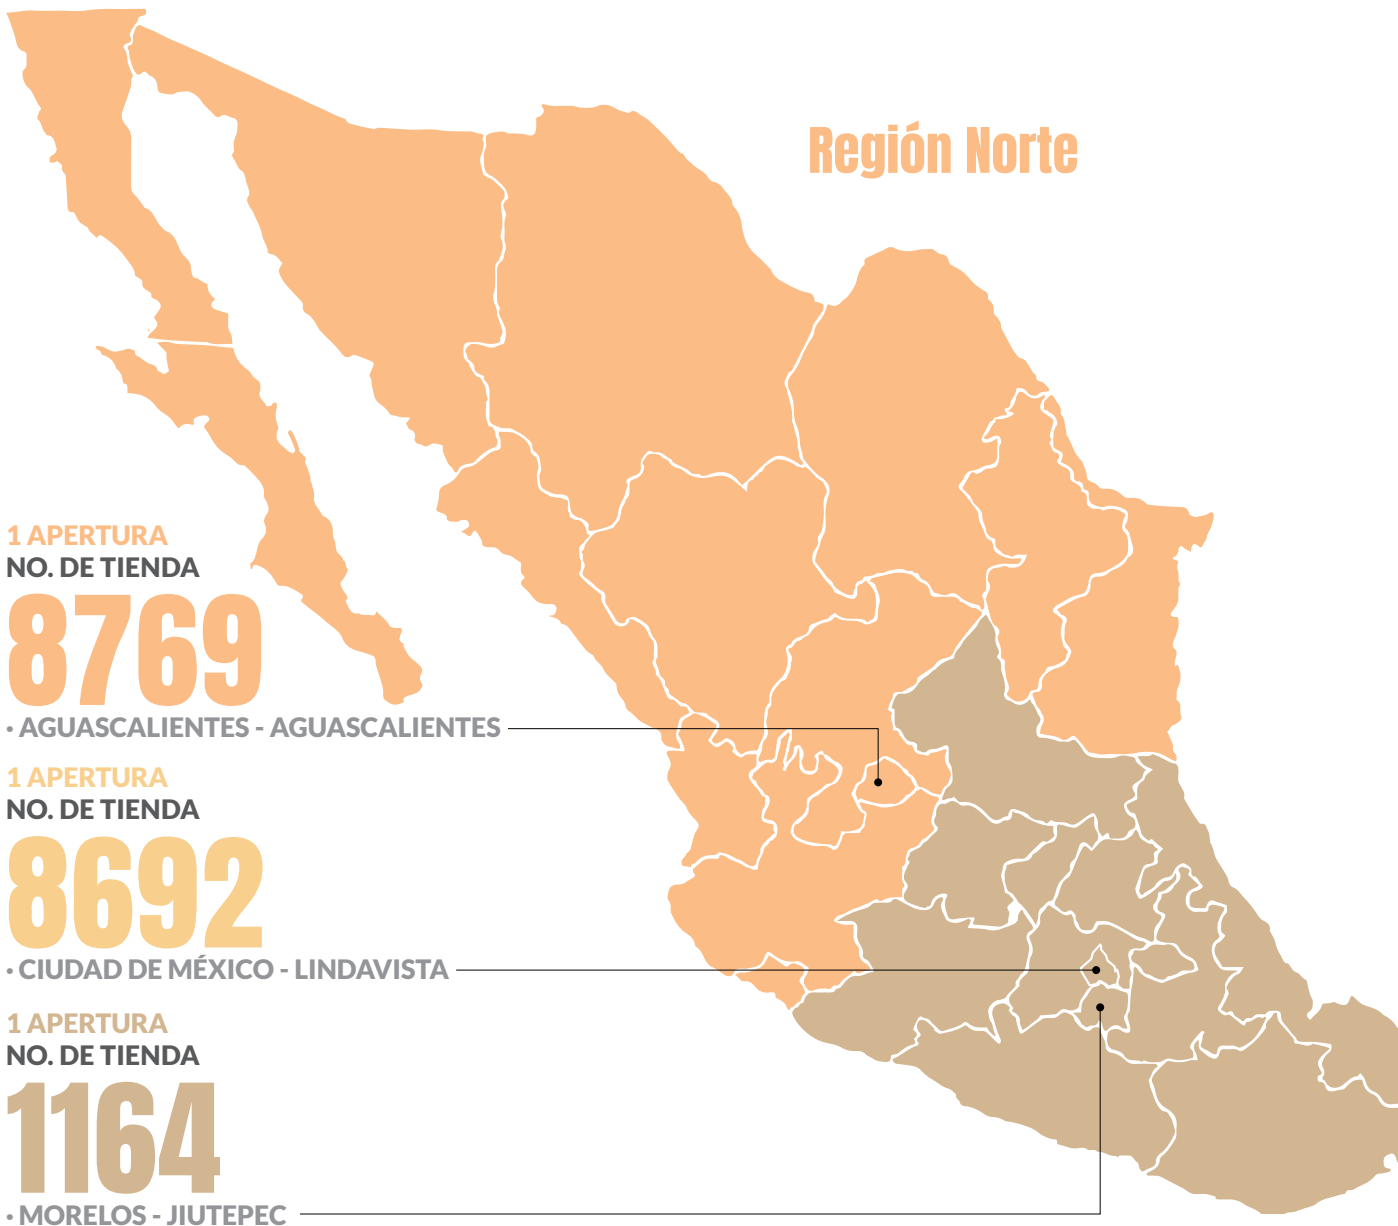 Región Norte
1 APERTURA
NO. DE TIENDA
8769
· AGUASCALIENTES - AGUASCALIENTES
1 APERTURA
NO. DE TIENDA
8692
· CIUDAD DE MÉXICO - LINDAVISTA
1 APERTURA
NO. DE TIENDA
1164
· MORELOS - JIUTEPEC